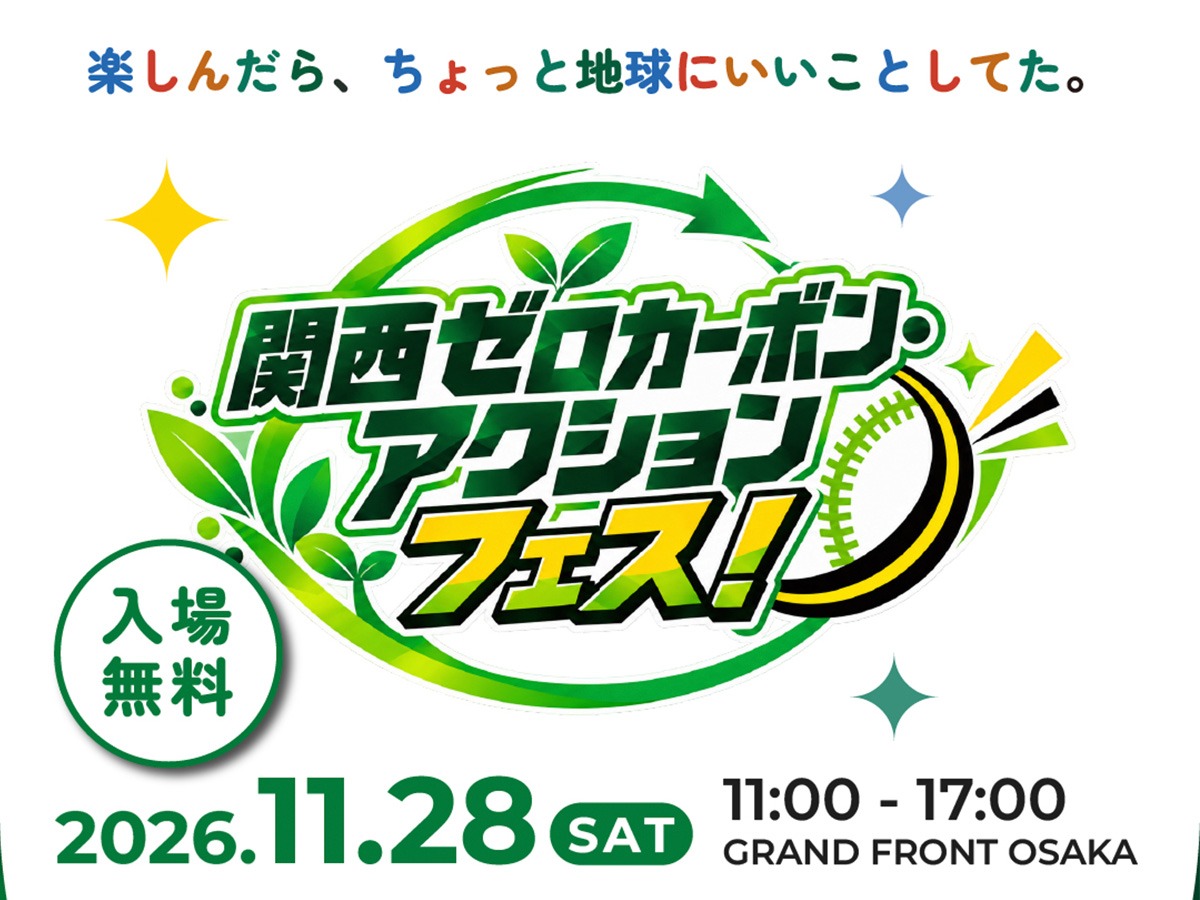 楽しんだら、ちょっと地球にいいことしてた。
関西ゼロカーボン・
アクション
フェス!
入場
無料
2026.11.28 SAT
11:00 - 17:00
GRAND FRONT OSAKA